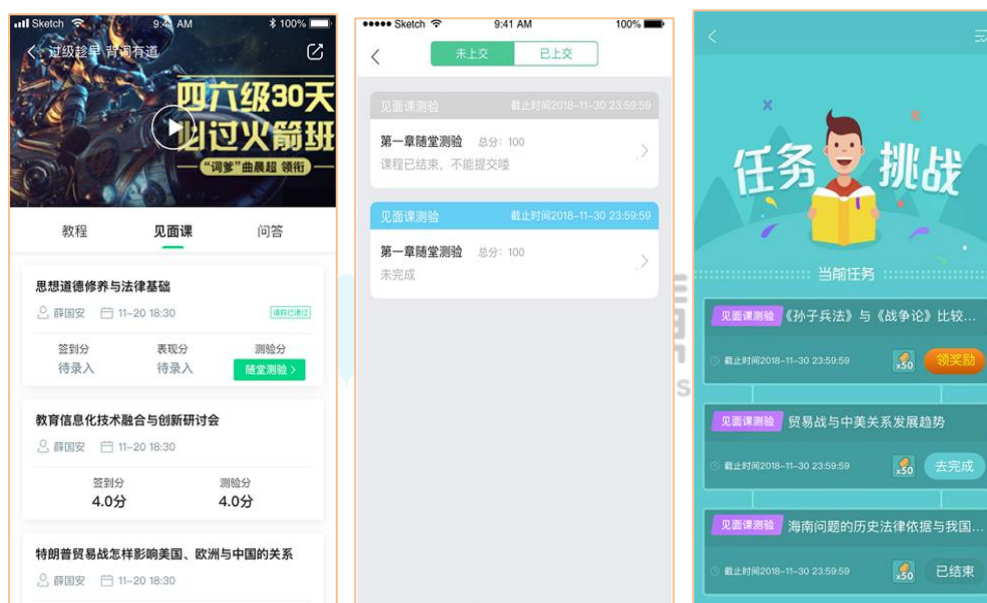 Sketch 9:41 AM 100%
过级趁早 背词有道
四六级30天
必过火箭班
“词爹”曲晨超 领衔
教程 见面课 问答
思想道德修养与法律基础
薛国安 11-20 18:30 请假已通过
签到分 表现分 测验分
待录入 待录入 随堂测验 >
教育信息化技术融合与创新研讨会
薛国安 11-20 18:30
签到分 测验分
4.0分 4.0分
特朗普贸易战怎样影响美国、欧洲与中国的关系
薛国安 11-20 18:30
Sketch 9:41 AM 100%
未上交 已上交
见面课测验 截止时间2018-11-30 23:59:59
第一章随堂测验 总分：100
课程已结束，不能提交喽
见面课测验 截止时间2018-11-30 23:59:59
第一章随堂测验 总分：100
未完成
任务挑战
当前任务
见面课测验 《孙子兵法》与《战争论》比较...
截止时间2018-11-30 23:59:59 x50 领奖励
见面课测验 贸易战与中美关系发展趋势
截止时间2018-11-30 23:59:59 x50 去完成
见面课测验 海南问题的历史法律依据与我国...
截止时间2018-11-30 23:59:59 x50 已结束